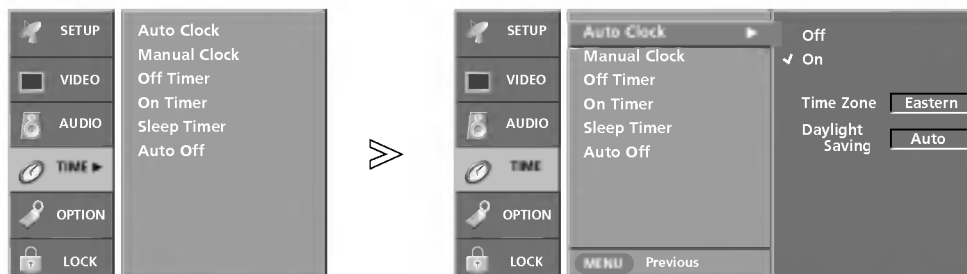 SETUP
VIDEO
AUDIO
TIME
OPTION
LOCK
Auto Clock
Manual Clock
Off Timer
On Timer
Sleep Timer
Auto Off
SETUP
VIDEO
AUDIO
TIME
OPTION
LOCK
Auto Clock
Manual Clock
Off Timer
On Timer
Sleep Timer
Auto Off
MENU Previous
Off
✔ On
Time Zone Eastern
Daylight
Saving Auto